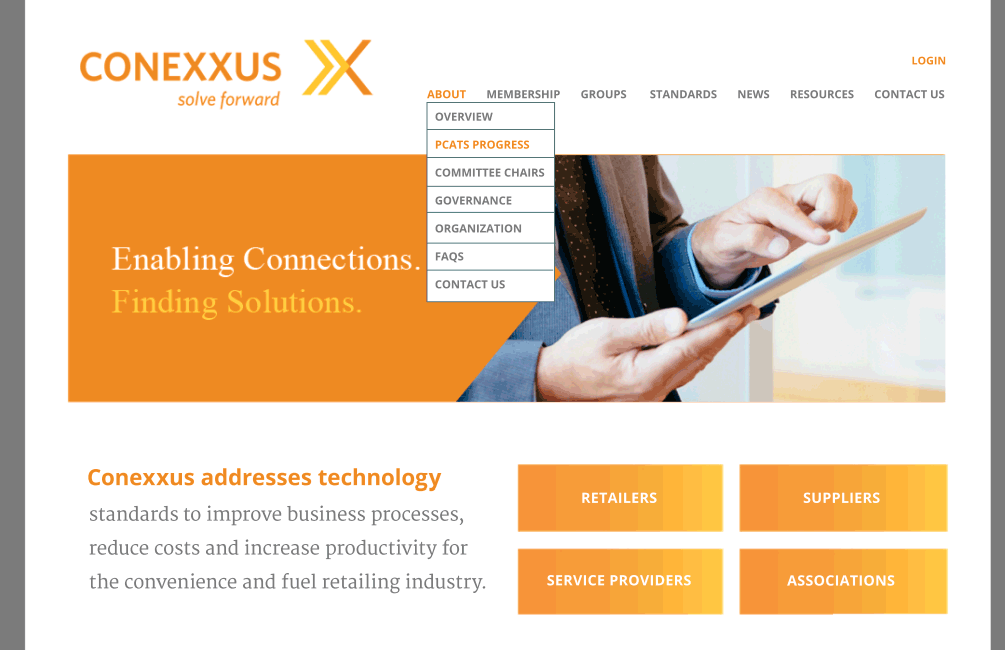 CONEXXUS
solve forward
LOGIN
ABOUT MEMBERSHIP GROUPS STANDARDS NEWS RESOURCES CONTACT US
OVERVIEW
PCATS PROGRESS
COMMITTEE CHAIRS
GOVERNANCE
ORGANIZATION
FAQS
CONTACT US
Enabling Connections.
Finding Solutions.
Conexxus addresses technology
standards to improve business processes,
reduce costs and increase productivity for
the convenience and fuel retailing industry.
RETAILERS
SUPPLIERS
SERVICE PROVIDERS
ASSOCIATIONS